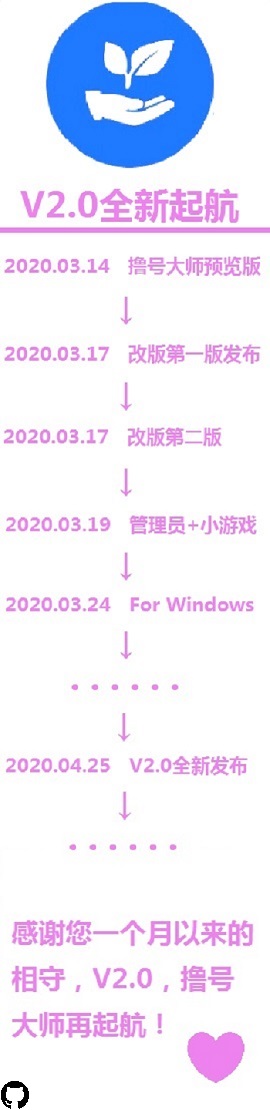 V2.0全新起航
2020.03.14 撸号大师预览版
↓
2020.03.17 改版第一版发布
↓
2020.03.17 改版第二版
↓
2020.03.19 管理员+小游戏
↓
2020.03.24 For Windows
↓
······
↓
2020.04.25 V2.0全新发布
↓
······
感谢您一个月以来的
相守，V2.0，撸号
大师再起航！